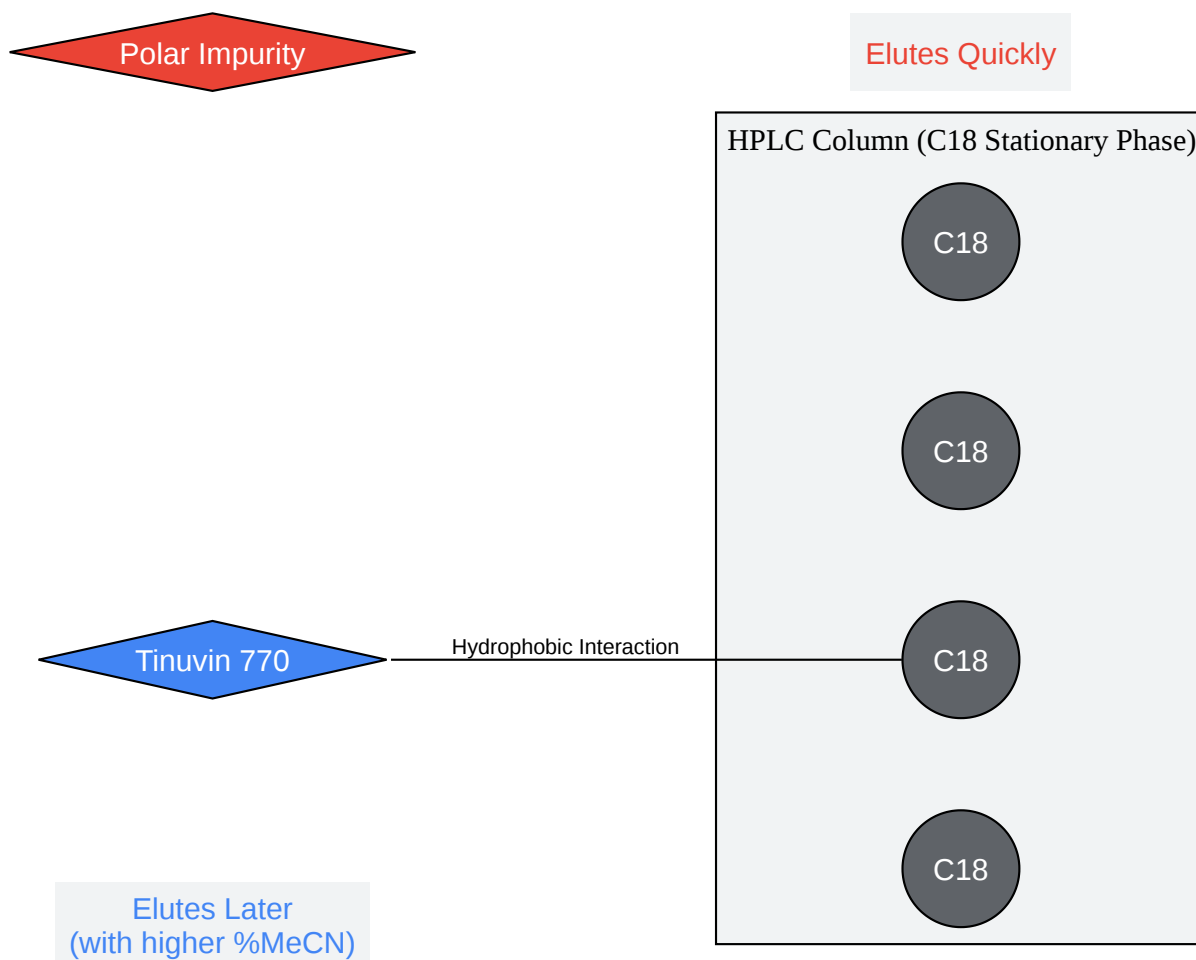 Polar Impurity
Elutes Quickly
HPLC Column (C18 Stationary Phase)
C18
C18
Tinuvin 770
Hydrophobic Interaction
C18
C18
Elutes Later
(with higher %MeCN)